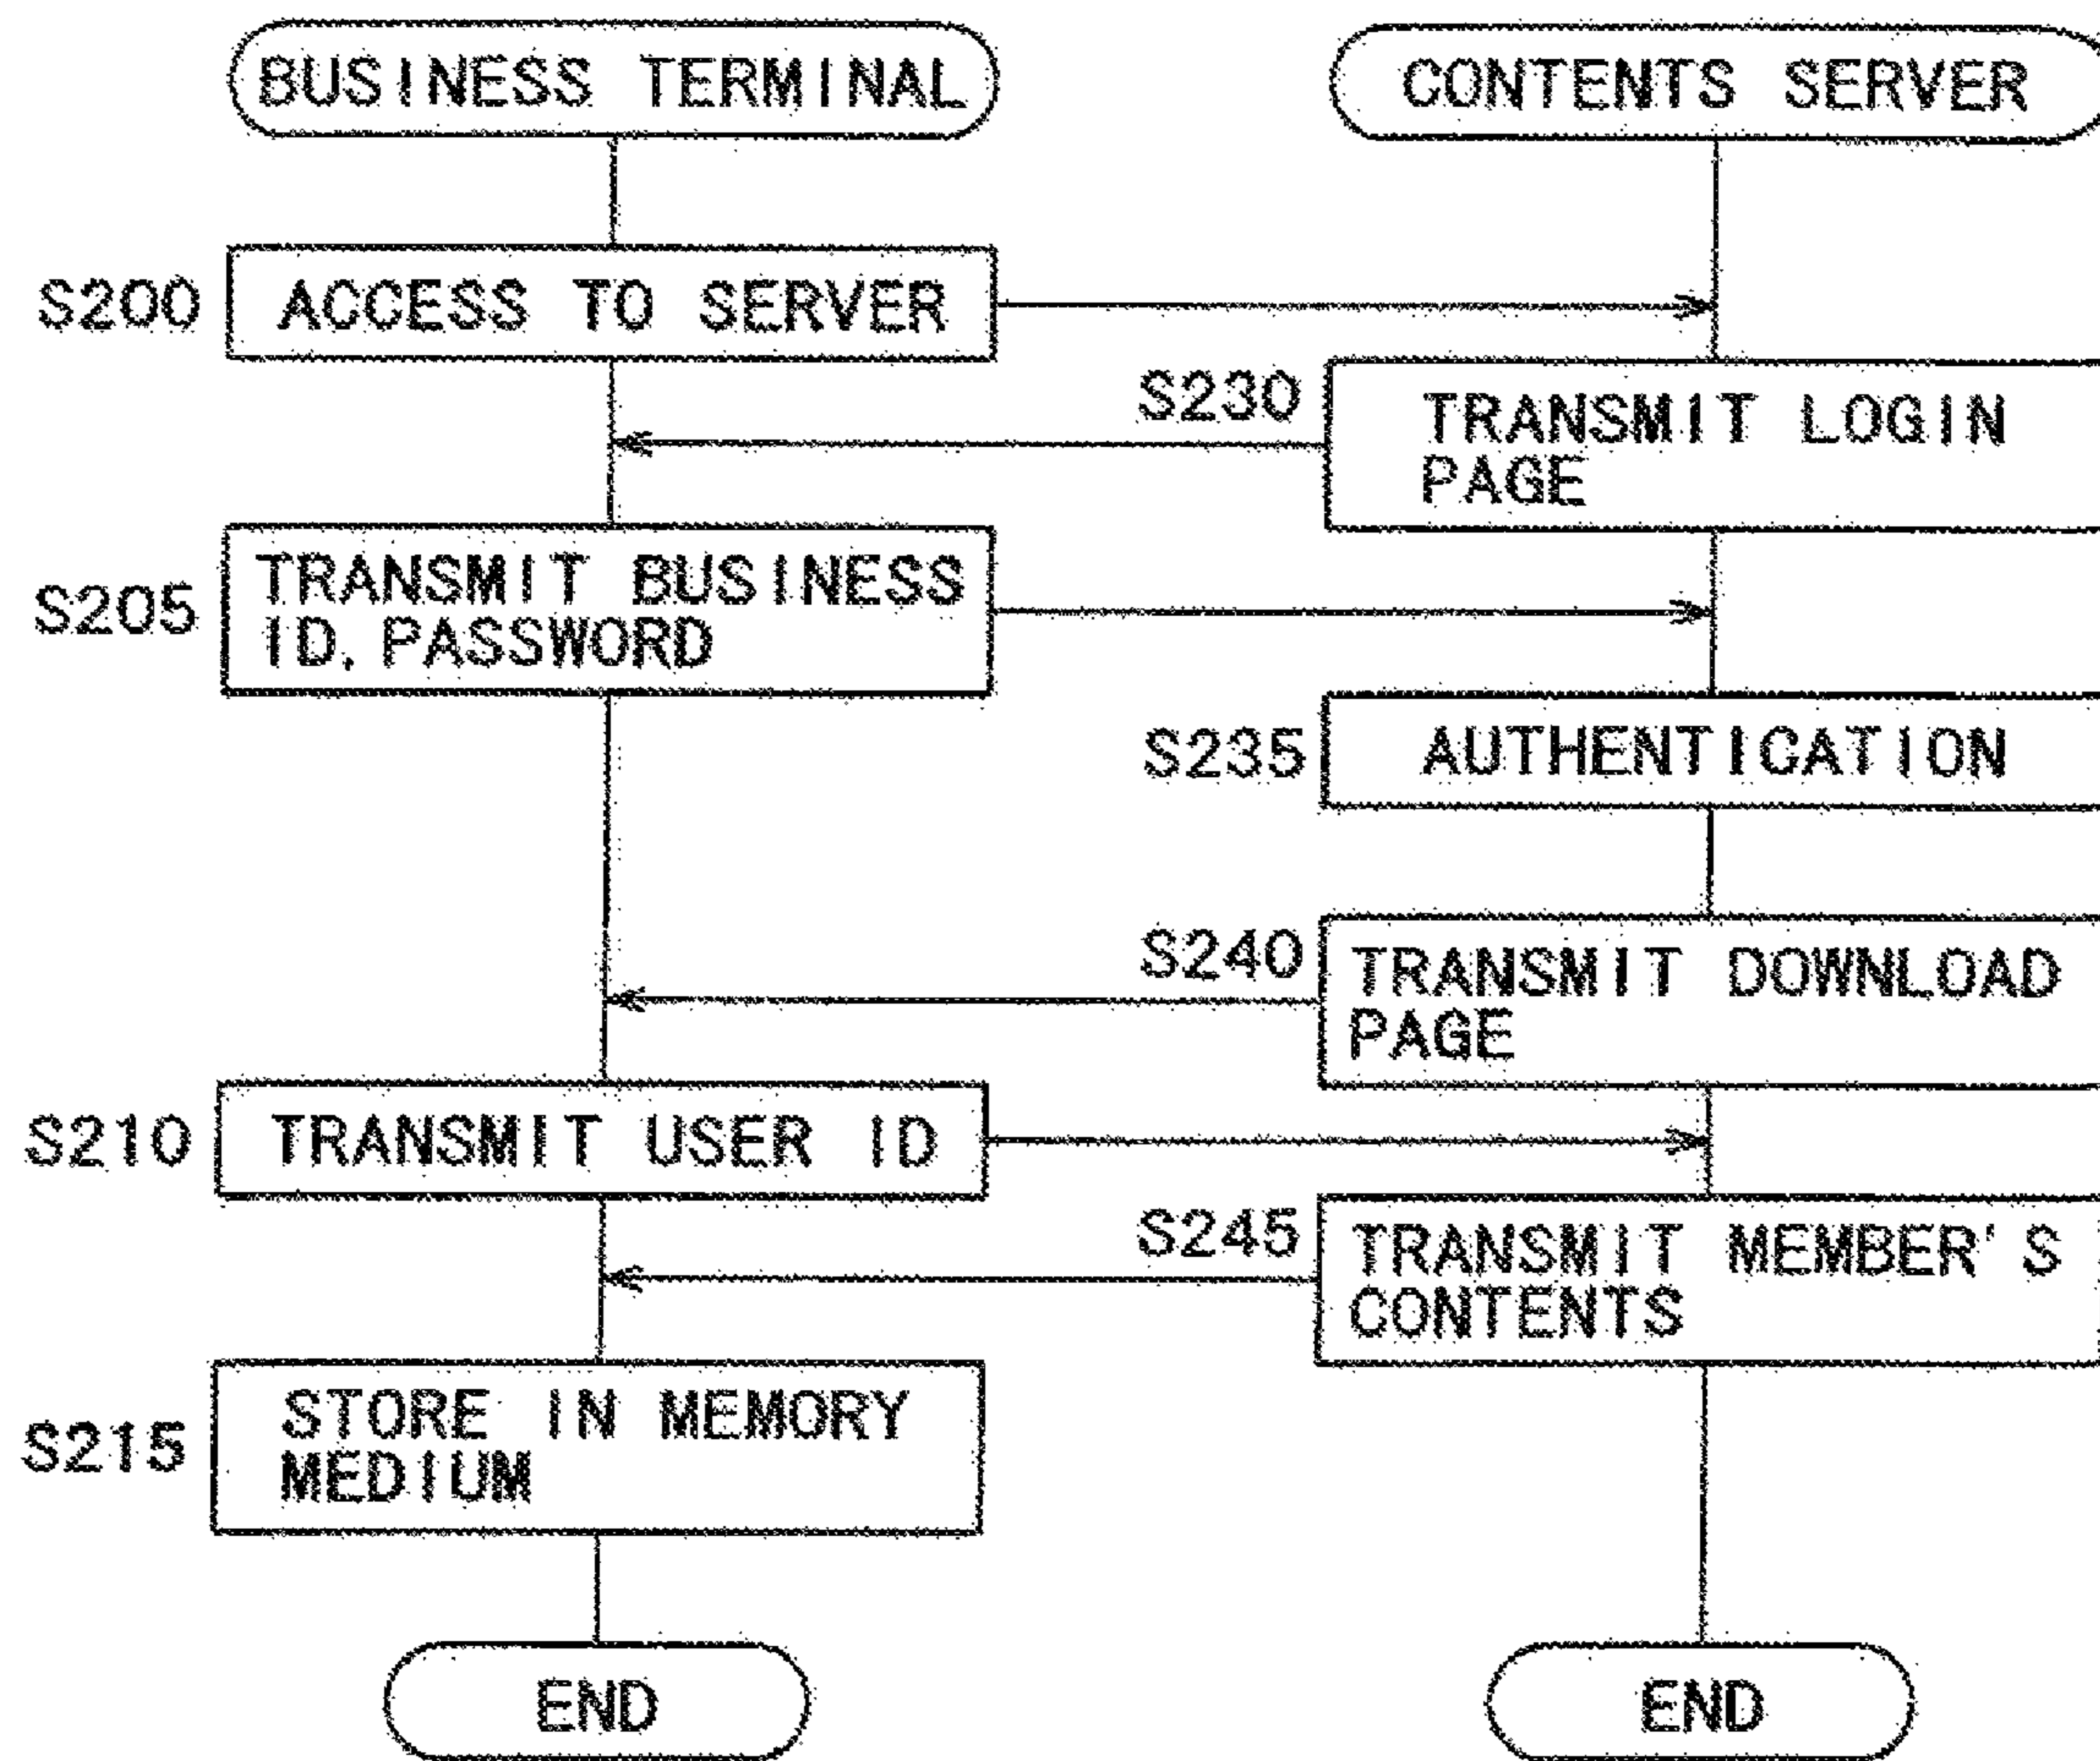 BUSINESS TERMINAL
CONTENTS SERVER
S200
ACCESS TO SERVER
S230
TRANSMIT LOGIN
PAGE
S205
TRANSMIT BUSINESS
ID, PASSWORD
S235
AUTHENTICATION
S240
TRANSMIT DOWNLOAD
PAGE
S210
TRANSMIT USER ID
S245
TRANSMIT MEMBER'S
CONTENTS
S215
STORE IN MEMORY
MEDIUM
END
END